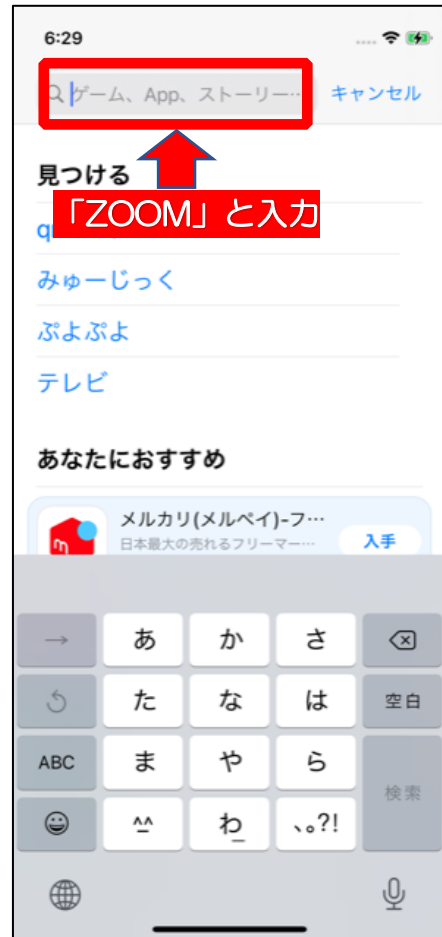 6:29
ゲーム、App、ストーリー…
キャンセル
見つける
「ZOOM」と入力
みゅーじっく
ぷよぷよ
テレビ
あなたにおすすめ
メルカリ(メルペイ)-フ…
日本最大の売れるフリーマー…
入手
→ あ か さ
た な は 空白
ABC ま や ら
検索
^^ わ 、。?!